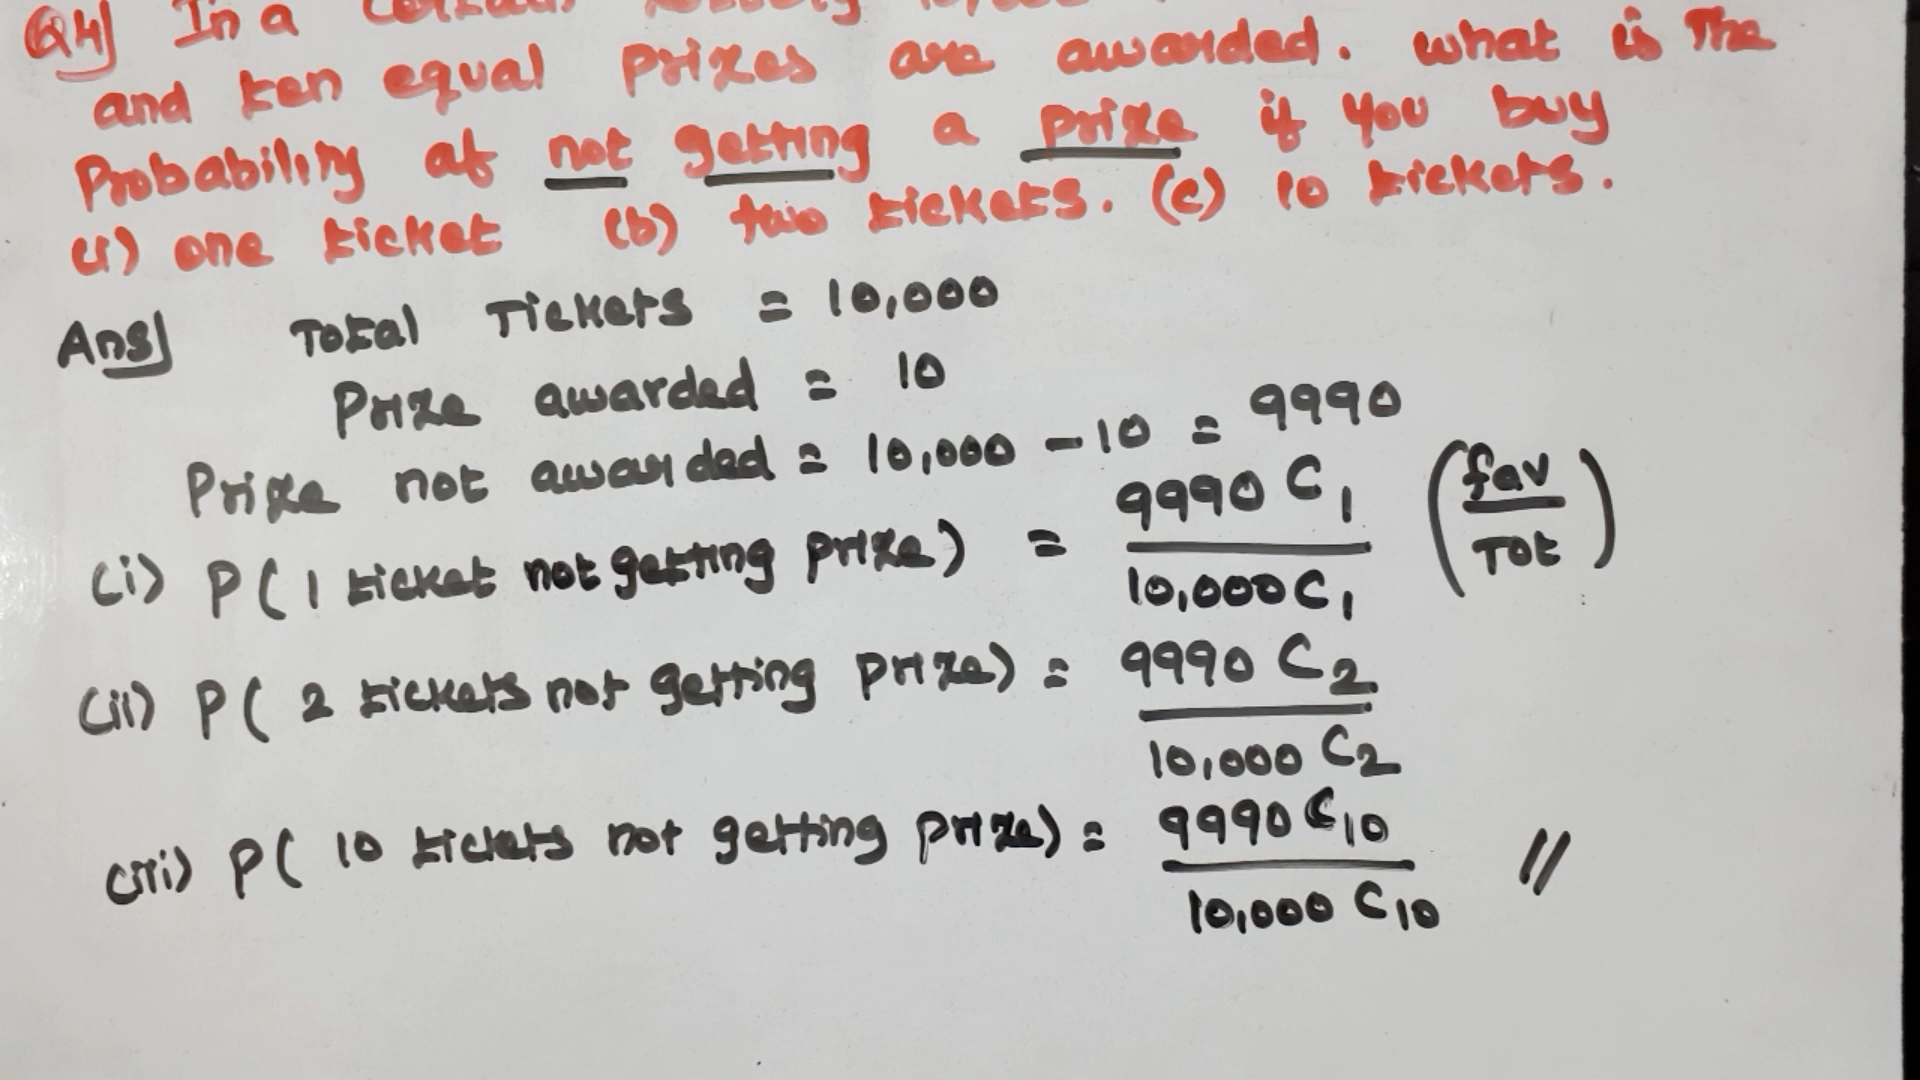 Q4] In a
and ten equal prizes are awarded. what is The
Probability of not getting a prize if you buy
(i) one ticket (b) two tickets. (c) 10 tickets.
Ans] Total Tickets = 10,000
Prize awarded = 10
Prize not awarded = 10,000 - 10 = 9990
(i) P( 1 ticket not getting prize) = 9990 C1 / 10,000 C1 (fav / Tot)
(ii) P( 2 tickets not getting prize) = 9990 C2 / 10,000 C2
(iii) P( 10 tickets not getting prize) = 9990 C10 / 10,000 C10 //